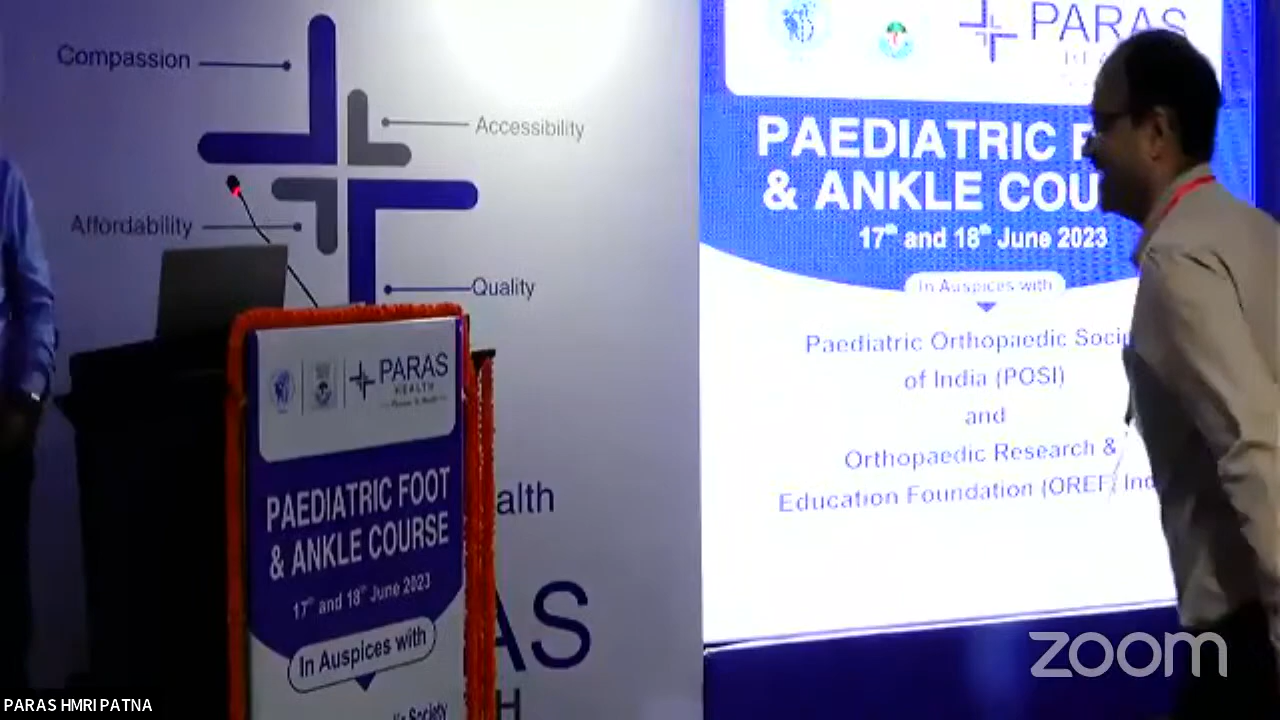 Compassion
Accessibility
Affordability
Quality
alth
AS
H
PARAS
HEALTH
PAEDIATRIC FOOT
& ANKLE COURSE
17th and 18th June 2023
In Auspices with
Society
PARAS
PAEDIATRIC F
& ANKLE COU
17th and 18th June 2023
In Auspices with
Paediatric Orthopaedic Soci
of India (POSI)
and
Orthopaedic Research &
Education Foundation (OREF) Ind
zoom
PARAS HMRI PATNA